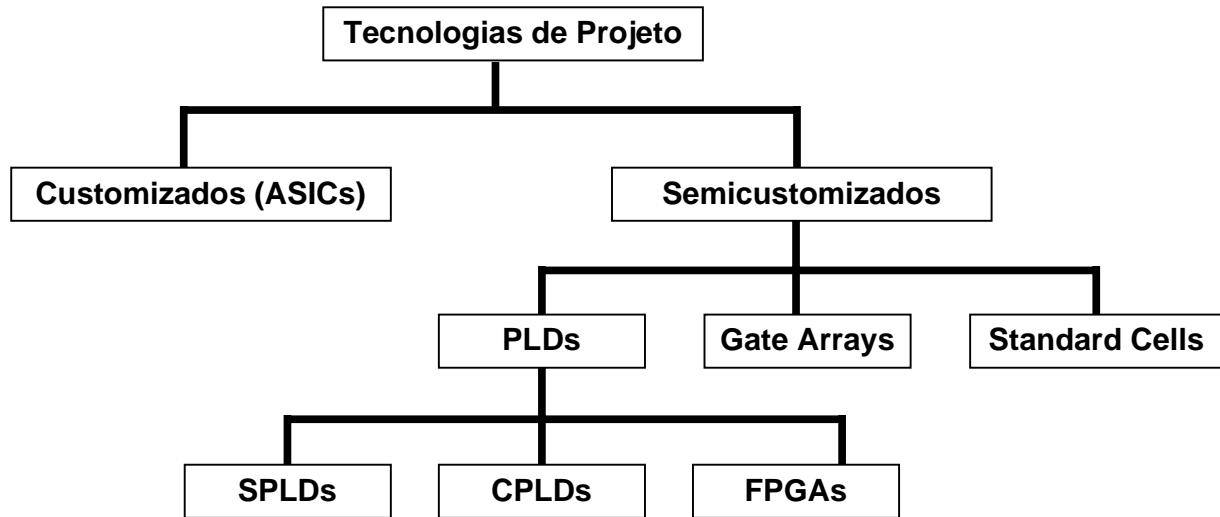 Tecnologias de Projeto
Customizados (ASICs)
Semicustomizados
PLDs
Gate Arrays
Standard Cells
SPLDs
CPLDs
FPGAs